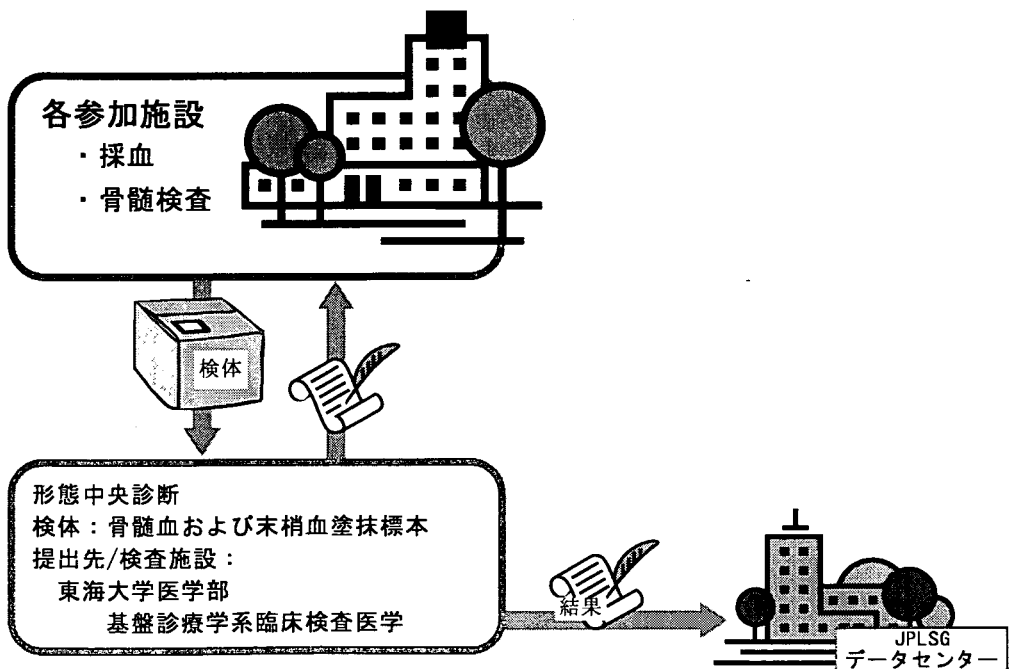 各参加施設
・採血
・骨髄検査
検体
形態中央診断
検体：骨髄血および末梢血塗抹標本
提出先/検査施設：
東海大学医学部
基盤診療学系臨床検査医学
結果
JPLSG
データセンター